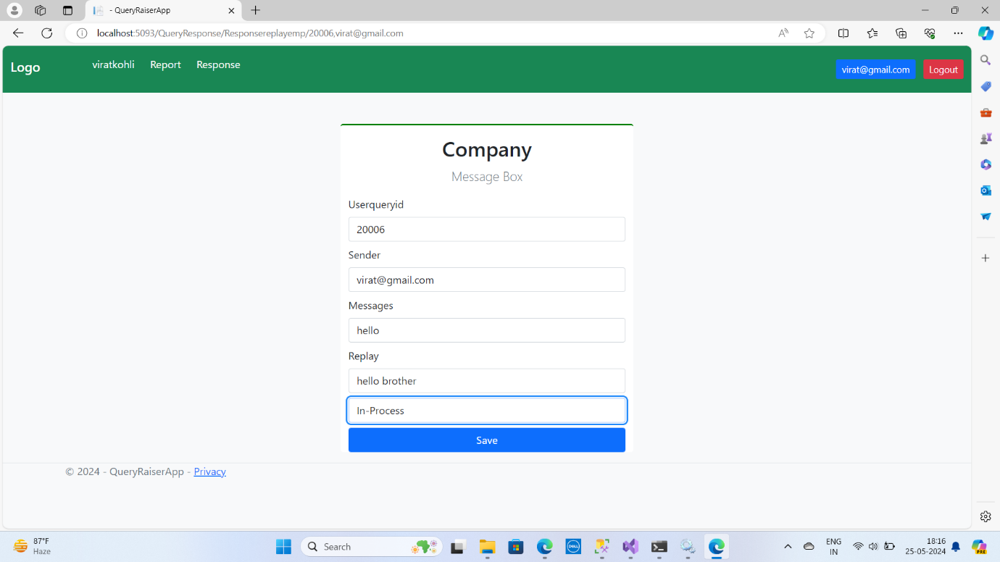 - QueryRaiserApp
localhost:5093/QueryResponse/Responsereplayemp/20006,virat@gmail.com
Logo
viratkohli
Report
Response
virat@gmail.com
Logout
Company
Message Box
Userqueryid
20006
Sender
virat@gmail.com
Messages
hello
Replay
hello brother
In-Process
Save
© 2024 - QueryRaiserApp - Privacy
87°F
Haze
Search
DELL
ENG
IN
18:16
25-05-2024
PRE